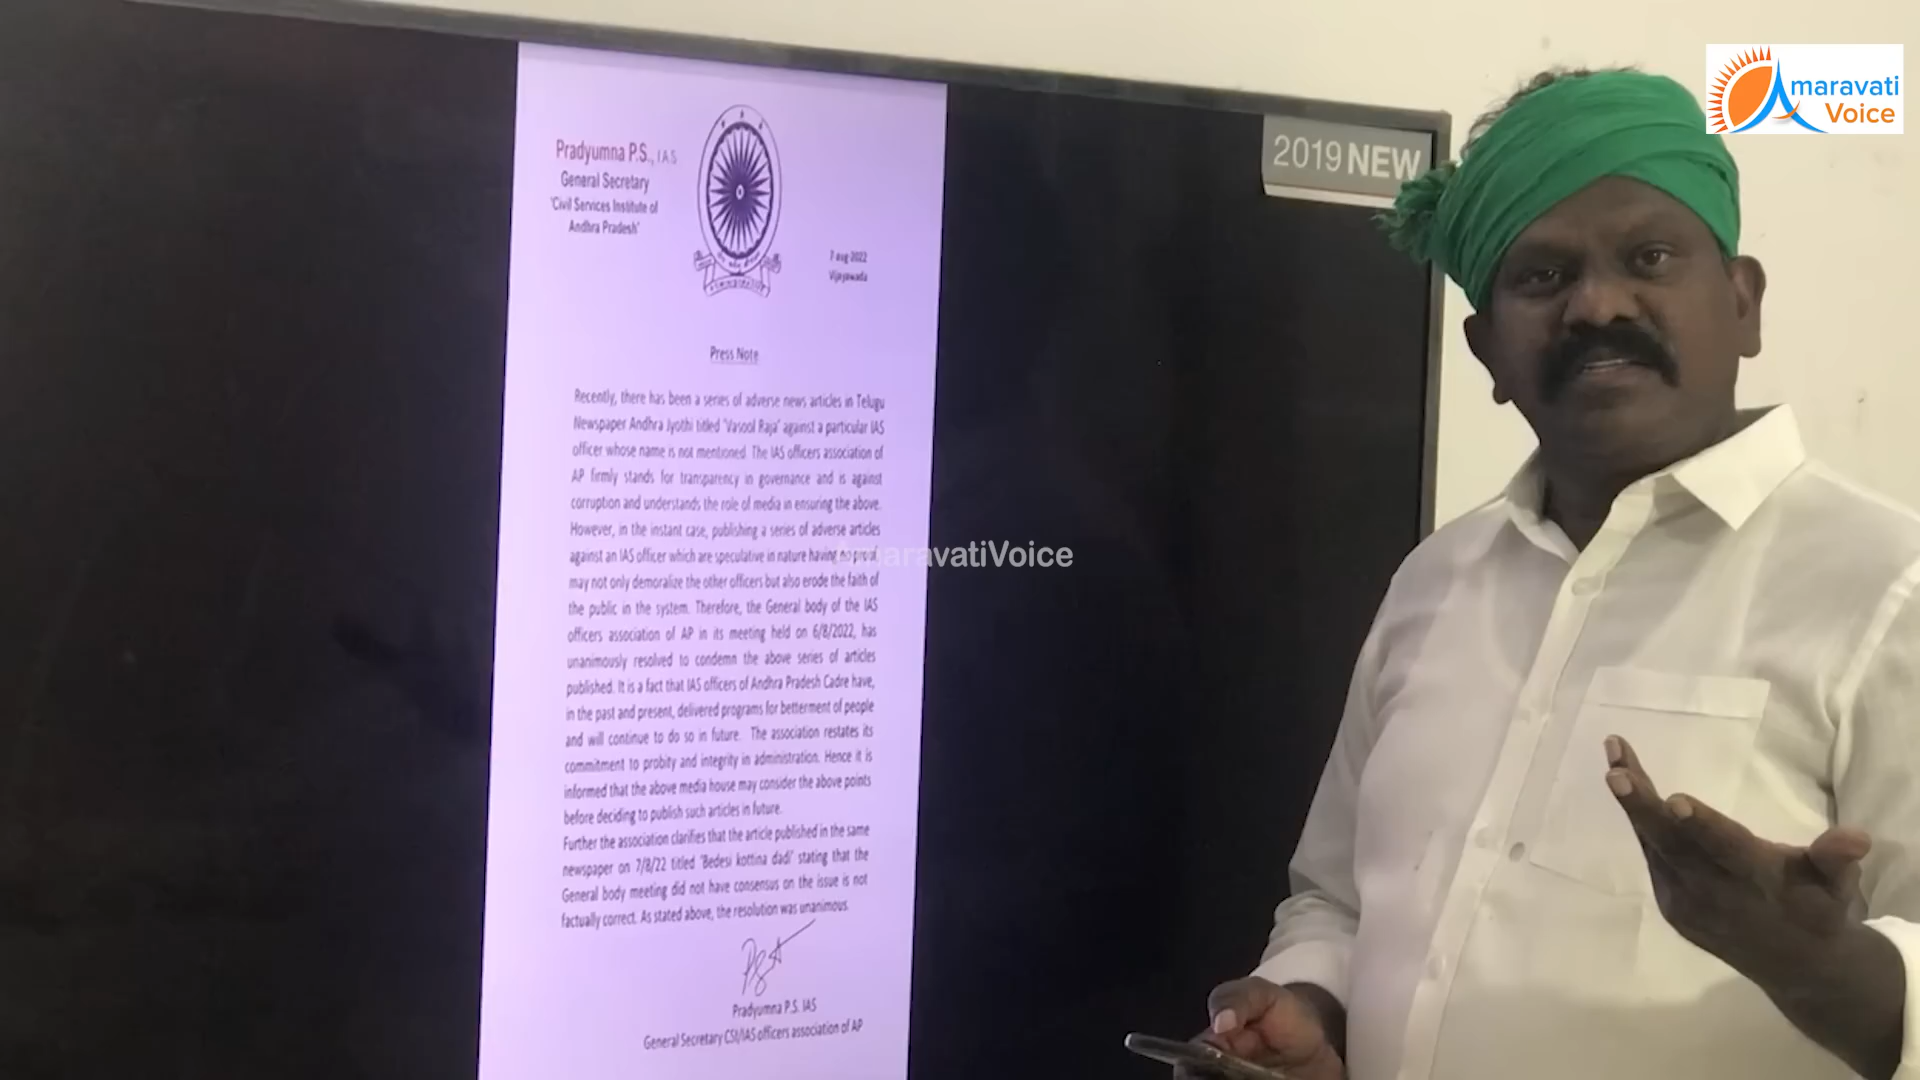 Pradyumna P.S., IAS
General Secretary
'Civil Services Institute of
Andhra Pradesh'
7 aug 2022
Vijayawada
Press Note
Recently, there has been a series of adverse news articles in Telugu
Newspaper Andhra Jyothi titled 'Vasool Raja' against a particular IAS
officer whose name is not mentioned. The IAS officers association of
AP firmly stands for transparency in governance and is against
corruption and understands the role of media in ensuring the above.
However, in the instant case, publishing a series of adverse articles
against an IAS officer which are speculative in nature having no proof,
may not only demoralize the other officers but also erode the faith of
the public in the system. Therefore, the General body of the IAS
officers association of AP in its meeting held on 6/8/2022, has
unanimously resolved to condemn the above series of articles
published. It is a fact that IAS officers of Andhra Pradesh Cadre have,
in the past and present, delivered programs for betterment of people
and will continue to do so in future. The association restates its
commitment to probity and integrity in administration. Hence it is
informed that the above media house may consider the above points
before deciding to publish such articles in future.
Further the association clarifies that the article published in the same
newspaper on 7/8/22 titled 'Bedesi kottina dadi' stating that the
General body meeting did not have consensus on the issue is not
factually correct. As stated above, the resolution was unanimous.
Pradyumna P.S. IAS
General Secretary CSI/IAS officers association of AP
2019 NEW
Amaravati
Voice
AmaravatiVoice